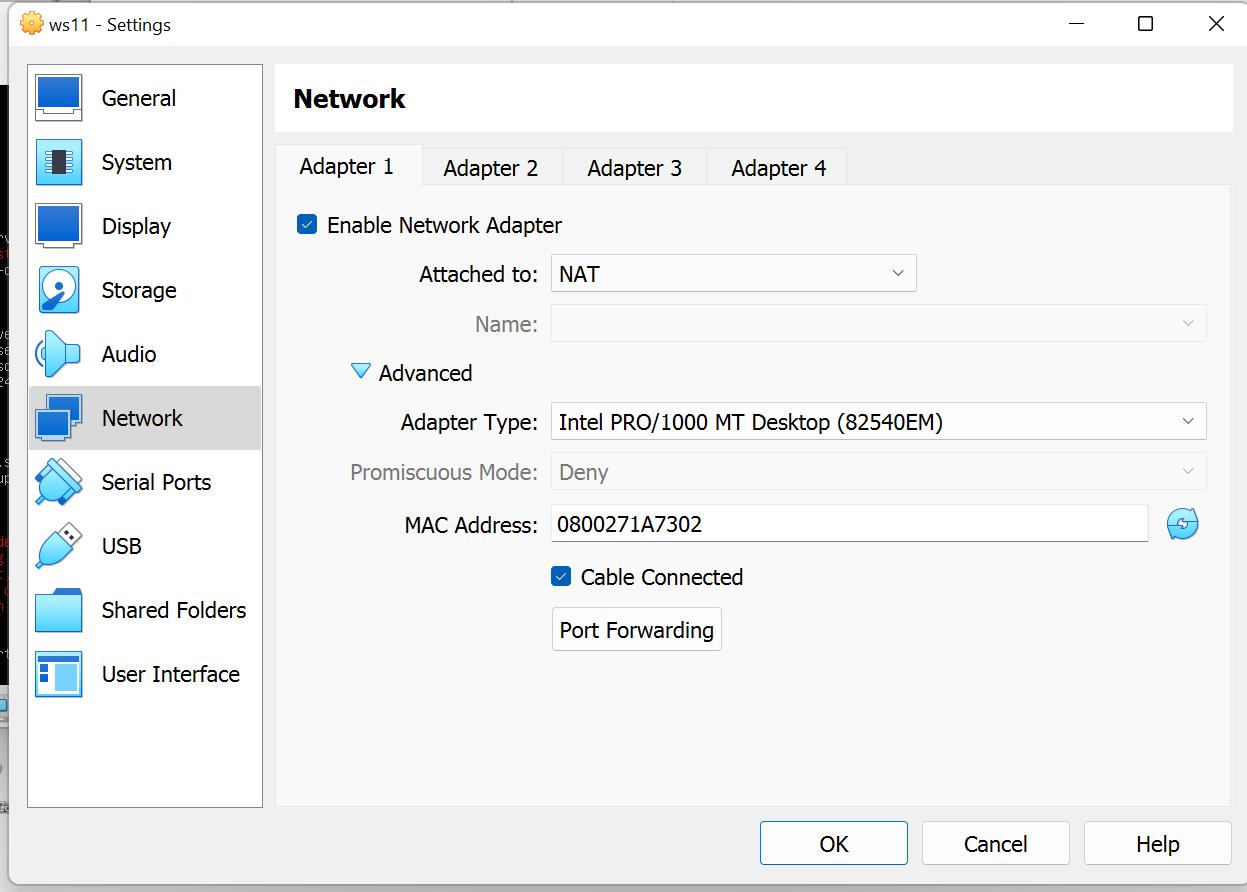 ws11 - Settings
General
System
Display
Storage
Audio
Network
Serial Ports
USB
Shared Folders
User Interface
Network
Adapter 1 Adapter 2 Adapter 3 Adapter 4
Enable Network Adapter
Attached to: NAT
Name:
Advanced
Adapter Type: Intel PRO/1000 MT Desktop (82540EM)
Promiscuous Mode: Deny
MAC Address: 0800271A7302
Cable Connected
Port Forwarding
OK Cancel Help